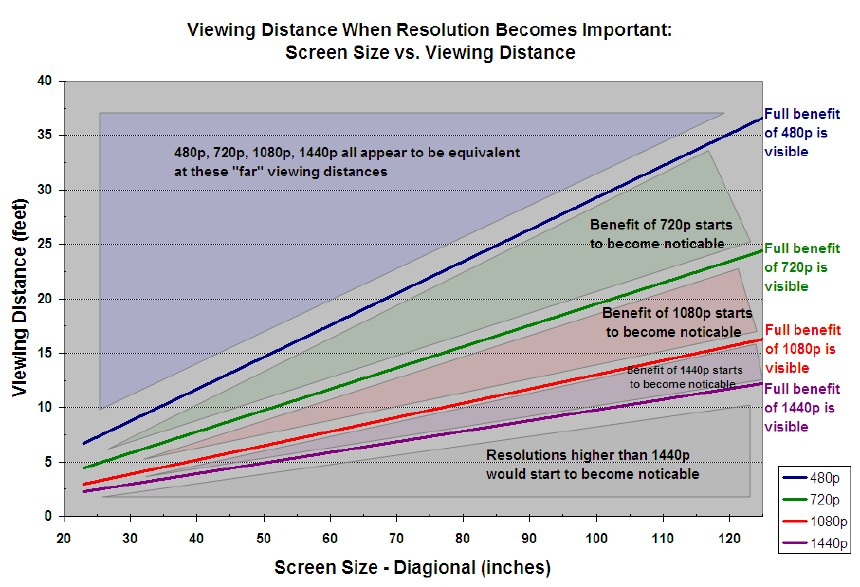 Viewing Distance When Resolution Becomes Important:
Screen Size vs. Viewing Distance
Viewing Distance (feet)
40
35
30
25
20
15
10
5
0
480p, 720p, 1080p, 1440p all appear to be equivalent
at these "far" viewing distances
Benefit of 720p starts
to become noticable
Benefit of 1080p starts
to become noticable
Benefit of 1440p starts
to become noticable
Resolutions higher than 1440p
would start to become noticable
Full benefit
of 480p is
visible
Full benefit
of 720p is
visible
Full benefit
of 1080p is
visible
Full benefit
of 1440p is
visible
480p
720p
1080p
1440p
20 30 40 50 60 70 80 90 100 110 120
Screen Size - Diagional (inches)